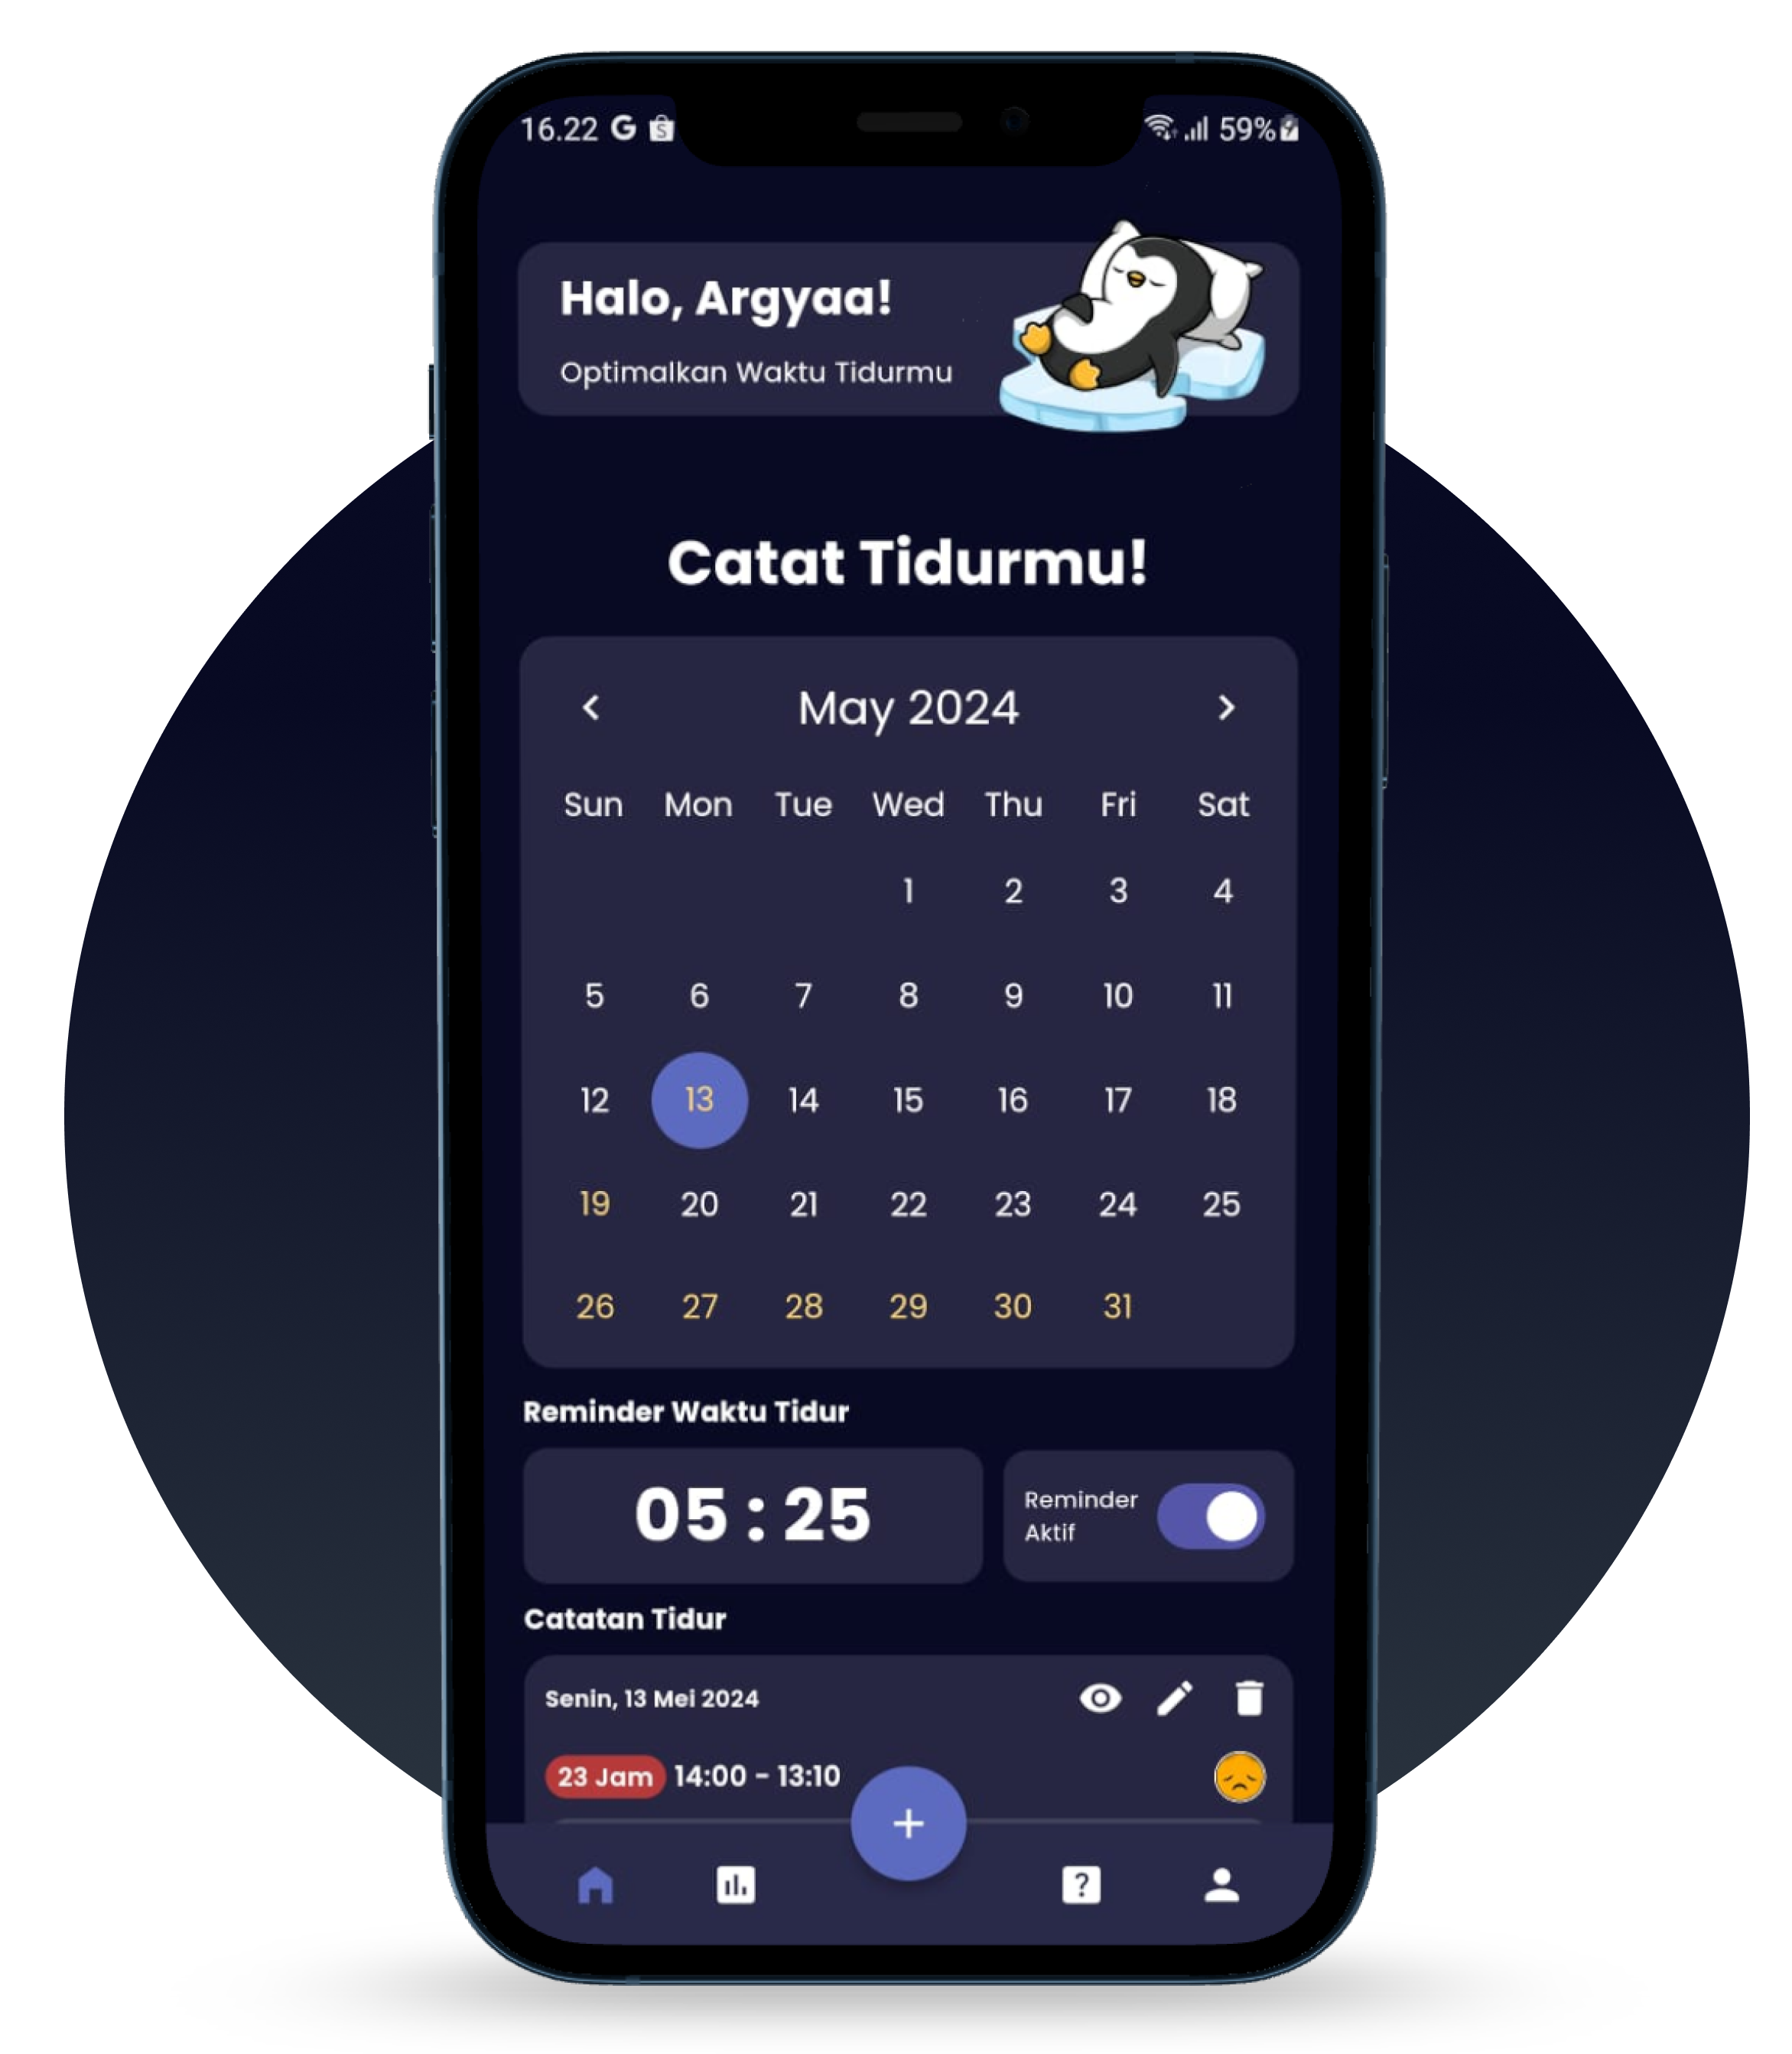 16.22 G S 59%
Halo, Argyaa!
Optimalkan Waktu Tidurmu
Catat Tidurmu!
May 2024
Sun Mon Tue Wed Thu Fri Sat
1 2 3 4
5 6 7 8 9 10 11
12 13 14 15 16 17 18
19 20 21 22 23 24 25
26 27 28 29 30 31
Reminder Waktu Tidur
05 : 25
Reminder
Aktif
Catatan Tidur
Senin, 13 Mei 2024
23 Jam 14:00 - 13:10
+
?